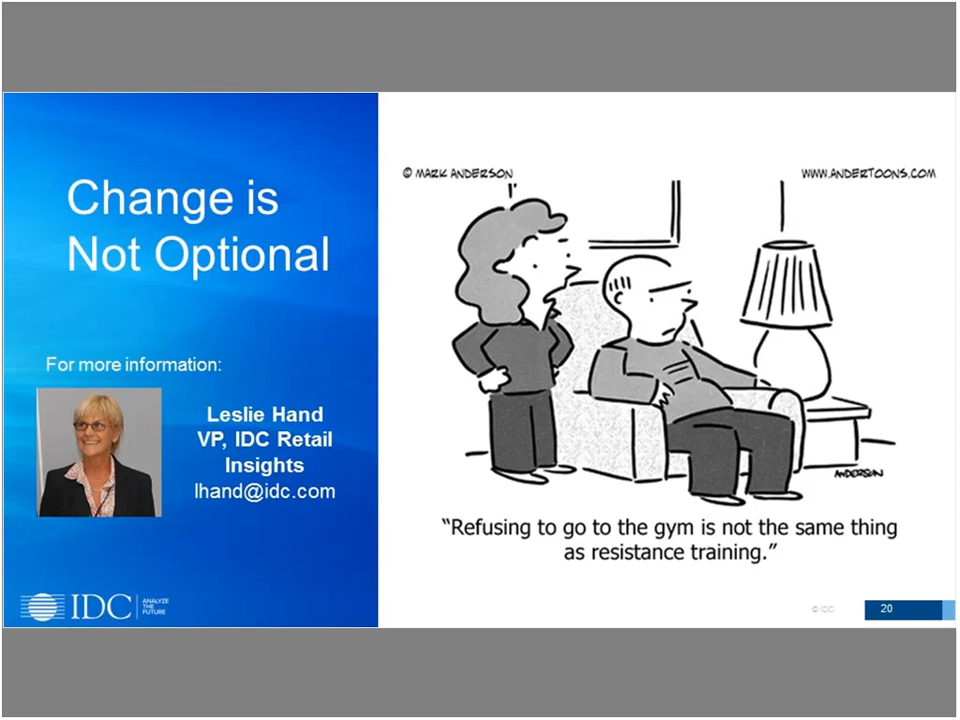 Change is
Not Optional
For more information:
Leslie Hand
VP, IDC Retail
Insights
lhand@idc.com
IDC
ANALYZE
THE
FUTURE
© MARK ANDERSON
WWW.ANDERTOONS.COM
ANDERSON
“Refusing to go to the gym is not the same thing
as resistance training.”
© IDC
20